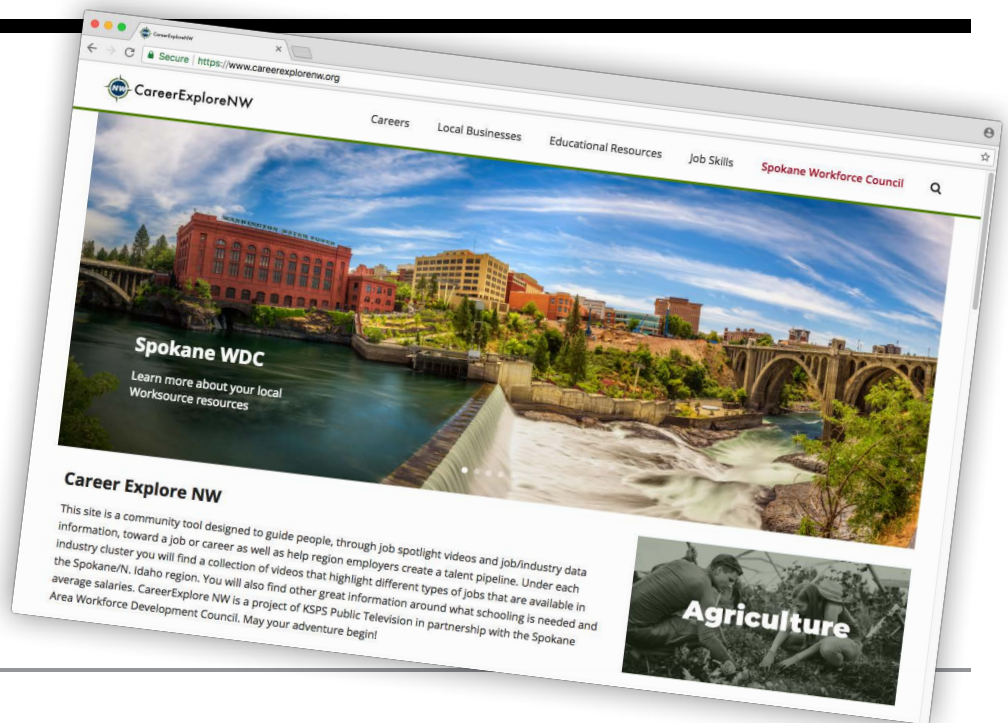 CareerExploreNW
Secure | https://www.careerexplorenw.org
NW CareerExploreNW
Careers Local Businesses Educational Resources Job Skills Spokane Workforce Council
WASHINGTON WATER POWER
Spokane WDC
Learn more about your local
Worksource resources
Career Explore NW
This site is a community tool designed to guide people, through job spotlight videos and job/industry data
information, toward a job or career as well as help region employers create a talent pipeline. Under each
industry cluster you will find a collection of videos that highlight different types of jobs that are available in
the Spokane/N. Idaho region. You will also find other great information around what schooling is needed and
average salaries. CareerExplore NW is a project of KSPS Public Television in partnership with the Spokane
Area Workforce Development Council. May your adventure begin!
Agriculture